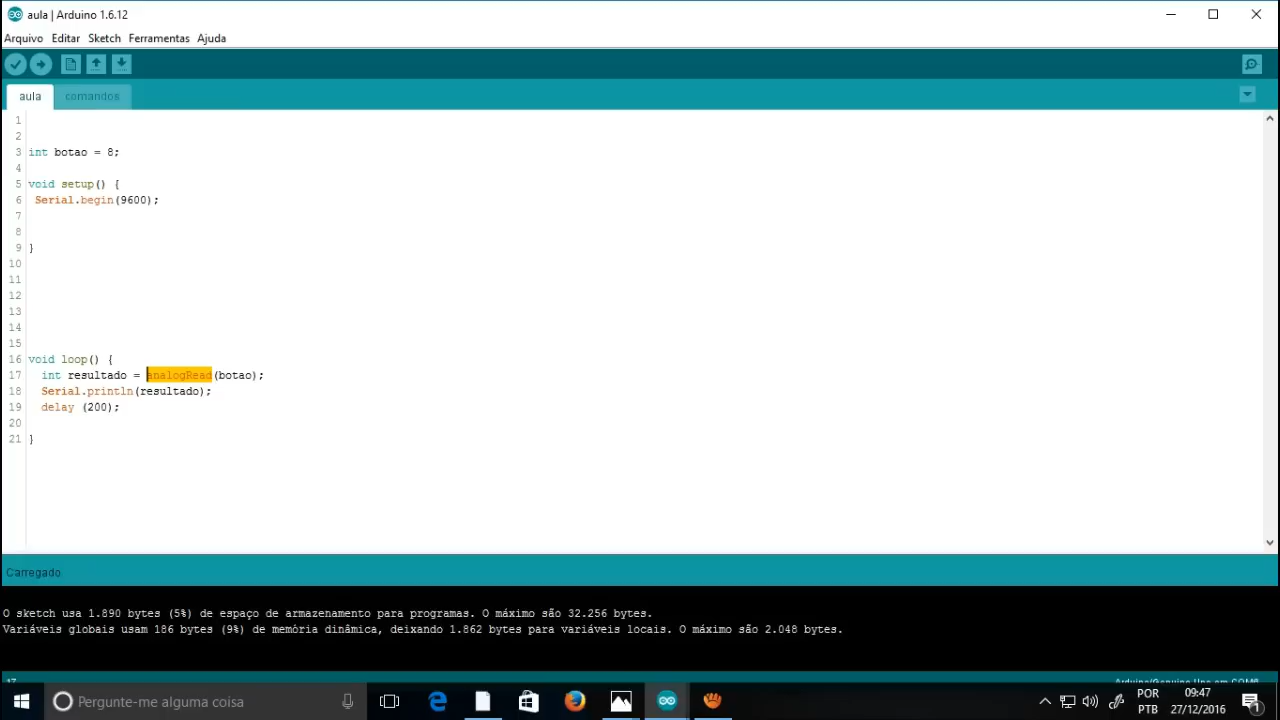 aula | Arduino 1.6.12
Arquivo Editar Sketch Ferramentas Ajuda
aula comandos
1
2
3 int botao = 8;
4
5 void setup() {
6 Serial.begin(9600);
7
8
9 }
10
11
12
13
14
15
16 void loop() {
17 int resultado = analogRead(botao);
18 Serial.println(resultado);
19 delay (200);
20
21 }
Carregado
O sketch usa 1.890 bytes (5%) de espaço de armazenamento para programas. O máximo são 32.256 bytes.
Variáveis globais usam 186 bytes (9%) de memória dinâmica, deixando 1.862 bytes para variáveis locais. O máximo são 2.048 bytes.
17 Arduino/Genuino Uno em COM6
Pergunte-me alguma coisa
POR 09:47
PTB 27/12/2016
1